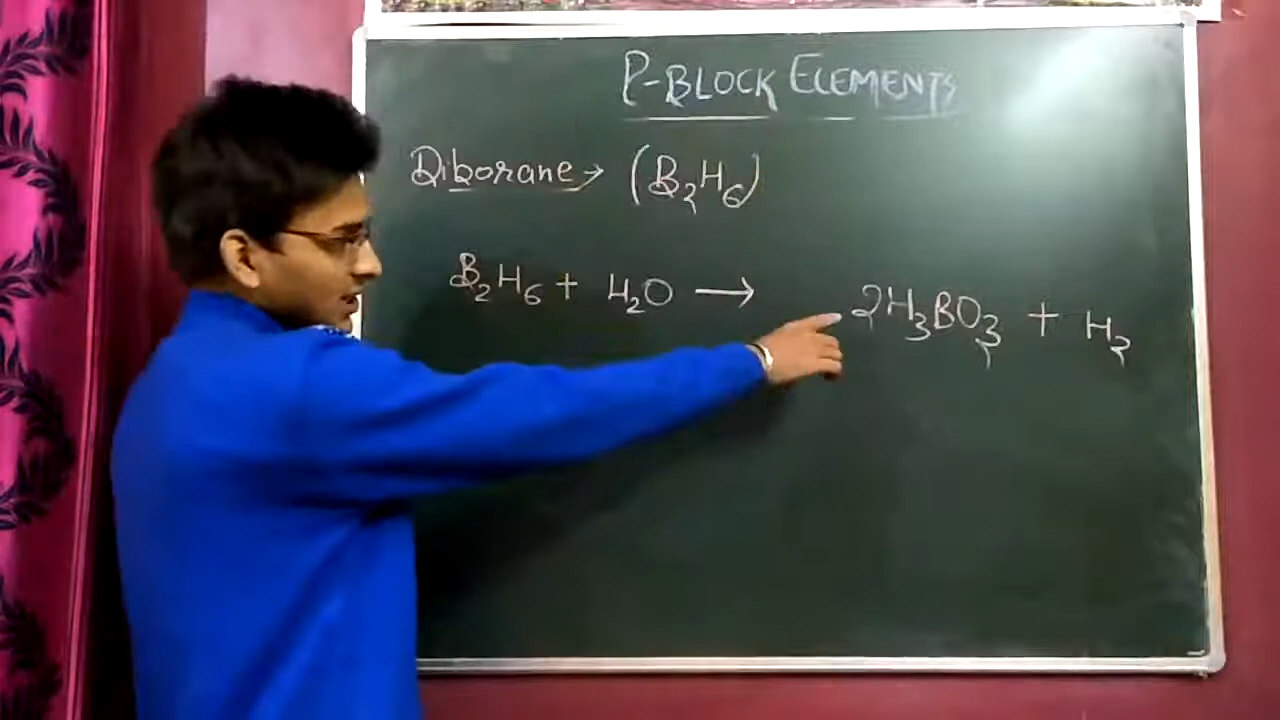 P-BLOCK ELEMENTS
Diborane → (B₂H₆)
B₂H₆ + H₂O → 2H₃BO₃ + H₂